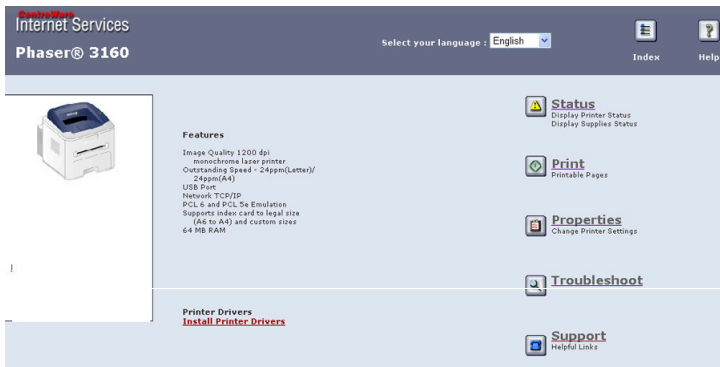 CentreWare
Internet Services
Phaser® 3160
Select your language : English
Index
Help
Features
Image Quality 1200 dpi
monochrome laser printer
Outstanding Speed - 24ppm(Letter)/
24ppm(A4)
USB Port
Network TCP/IP
PCL 6 and PCL 5e Emulation
Supports index card to legal size
(A6 to A4) and custom sizes
64 MB RAM
!
Printer Drivers
Install Printer Drivers
Status
Display Printer Status
Display Supplies Status
Print
Printable Pages
Properties
Change Printer Settings
Troubleshoot
Support
Helpful Links